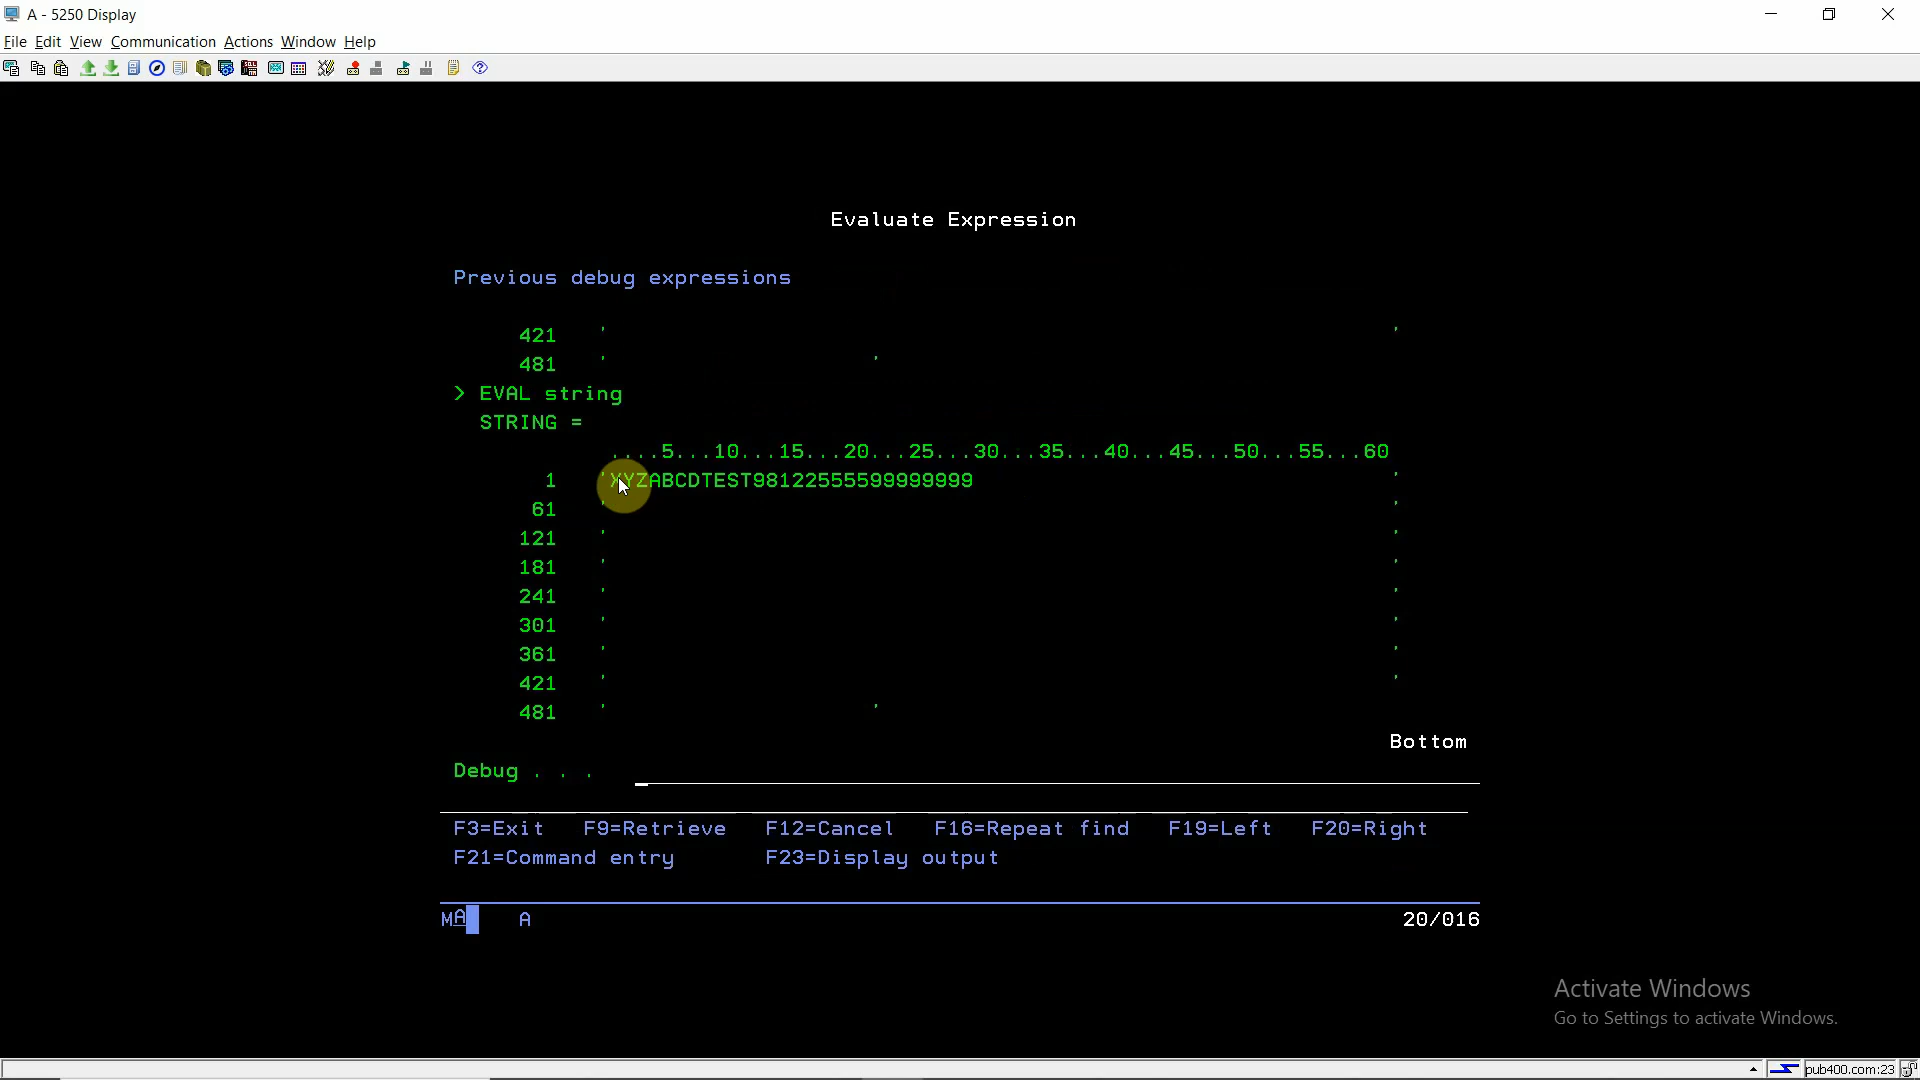 A - 5250 Display
File Edit View Communication Actions Window Help
Evaluate Expression
Previous debug expressions
421 ' '
481 ' '
> EVAL string
STRING =
....5...10...15...20...25...30...35...40...45...50...55...60
1 'XYZABCDTEST98122555599999999 '
61 ' '
121 ' '
181 ' '
241 ' '
301 ' '
361 ' '
421 ' '
481 ' '
Bottom
Debug . . .
F3=Exit F9=Retrieve F12=Cancel F16=Repeat find F19=Left F20=Right
F21=Command entry F23=Display output
MA A 20/016
Activate Windows
Go to Settings to activate Windows.
pub400.com:23